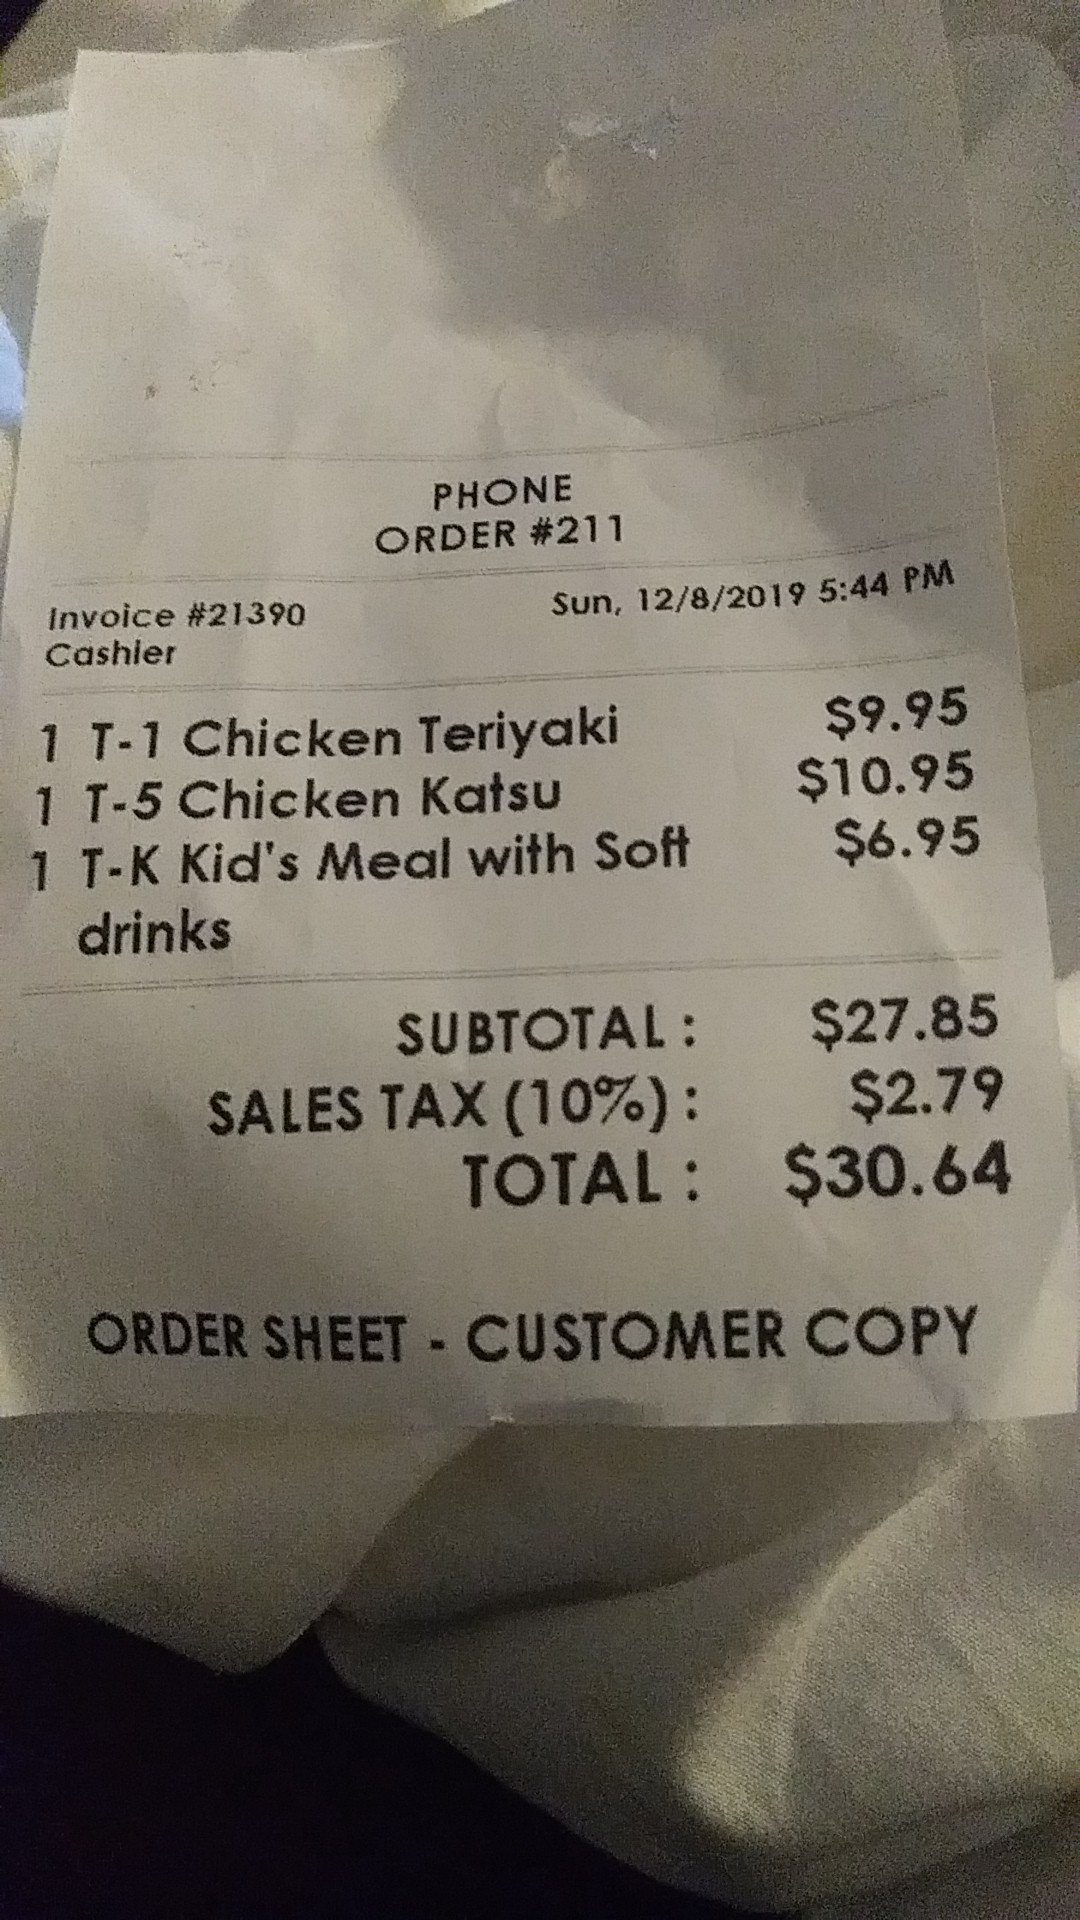 PHONE
ORDER #211
Invoice #21390 Sun, 12/8/2019 5:44 PM
Cashier
1 T-1 Chicken Teriyaki $9.95
1 T-5 Chicken Katsu $10.95
1 T-K Kid's Meal with Soft $6.95
drinks
SUBTOTAL : $27.85
SALES TAX (10%) : $2.79
TOTAL : $30.64
ORDER SHEET - CUSTOMER COPY